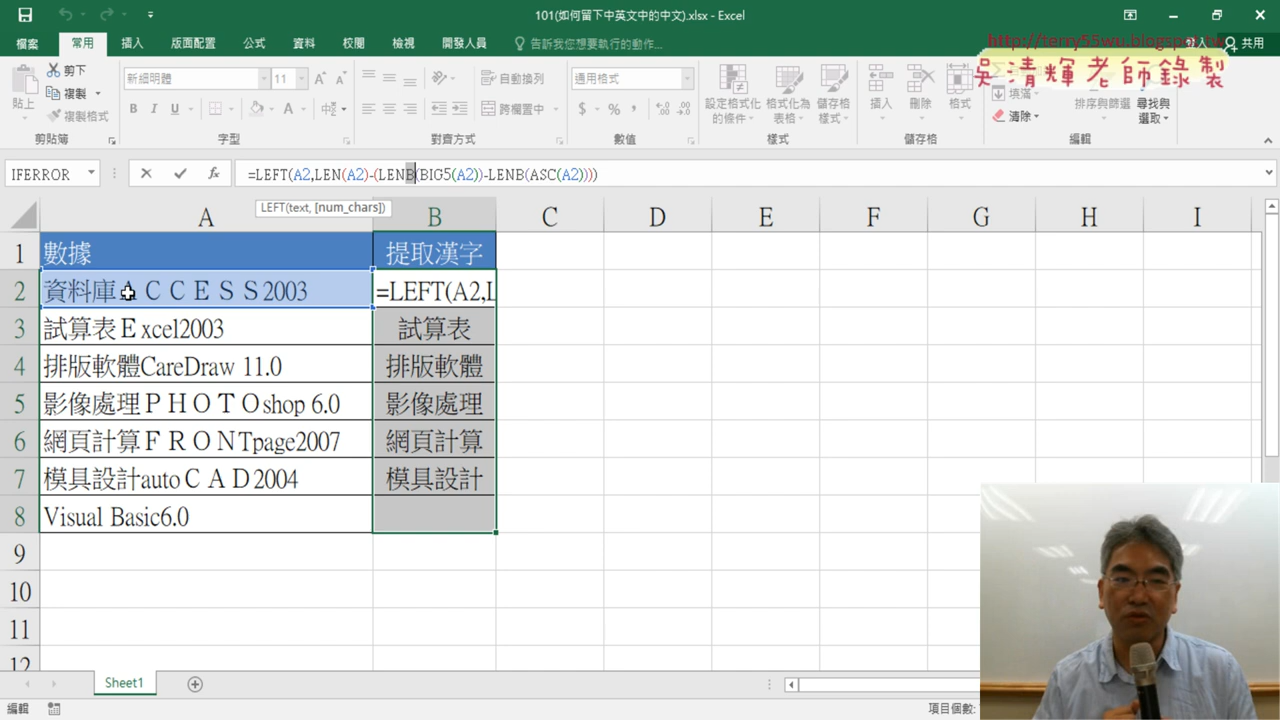 101(如何留下中英文中的中文).xlsx - Excel
http://terry55wu.blogspot.tw
吳清輝老師錄製
檔案 常用 插入 版面配置 公式 資料 校閱 檢視 開發人員 告訴我您想要執行的動作... 共用
貼上 剪下 複製 複製格式
新細明體 11
B I U
自動換列
跨欄置中
通用格式
$ % ,
設定格式化的條件 格式化為表格 儲存格樣式
插入 刪除 格式
填滿 清除
排序與篩選 尋找與選取
剪貼簿 字型 對齊方式 數值 樣式 儲存格 編輯
IFERROR =LEFT(A2,LEN(A2)-(LENB(BIG5(A2))-LENB(ASC(A2))))
LEFT(text, [num_chars])
A B C D E F G H I
1 數據 提取漢字
2 資料庫ＡＣＣＥＳＳ2003 =LEFT(A2,L
3 試算表Ｅxcel2003 試算表
4 排版軟體CareDraw 11.0 排版軟體
5 影像處理ＰＨＯＴＯshop 6.0 影像處理
6 網頁計算ＦＲＯＮTpage2007 網頁計算
7 模具設計autoＣＡＤ2004 模具設計
8 Visual Basic6.0
9
10
11
12
Sheet1
編輯 項目個數: